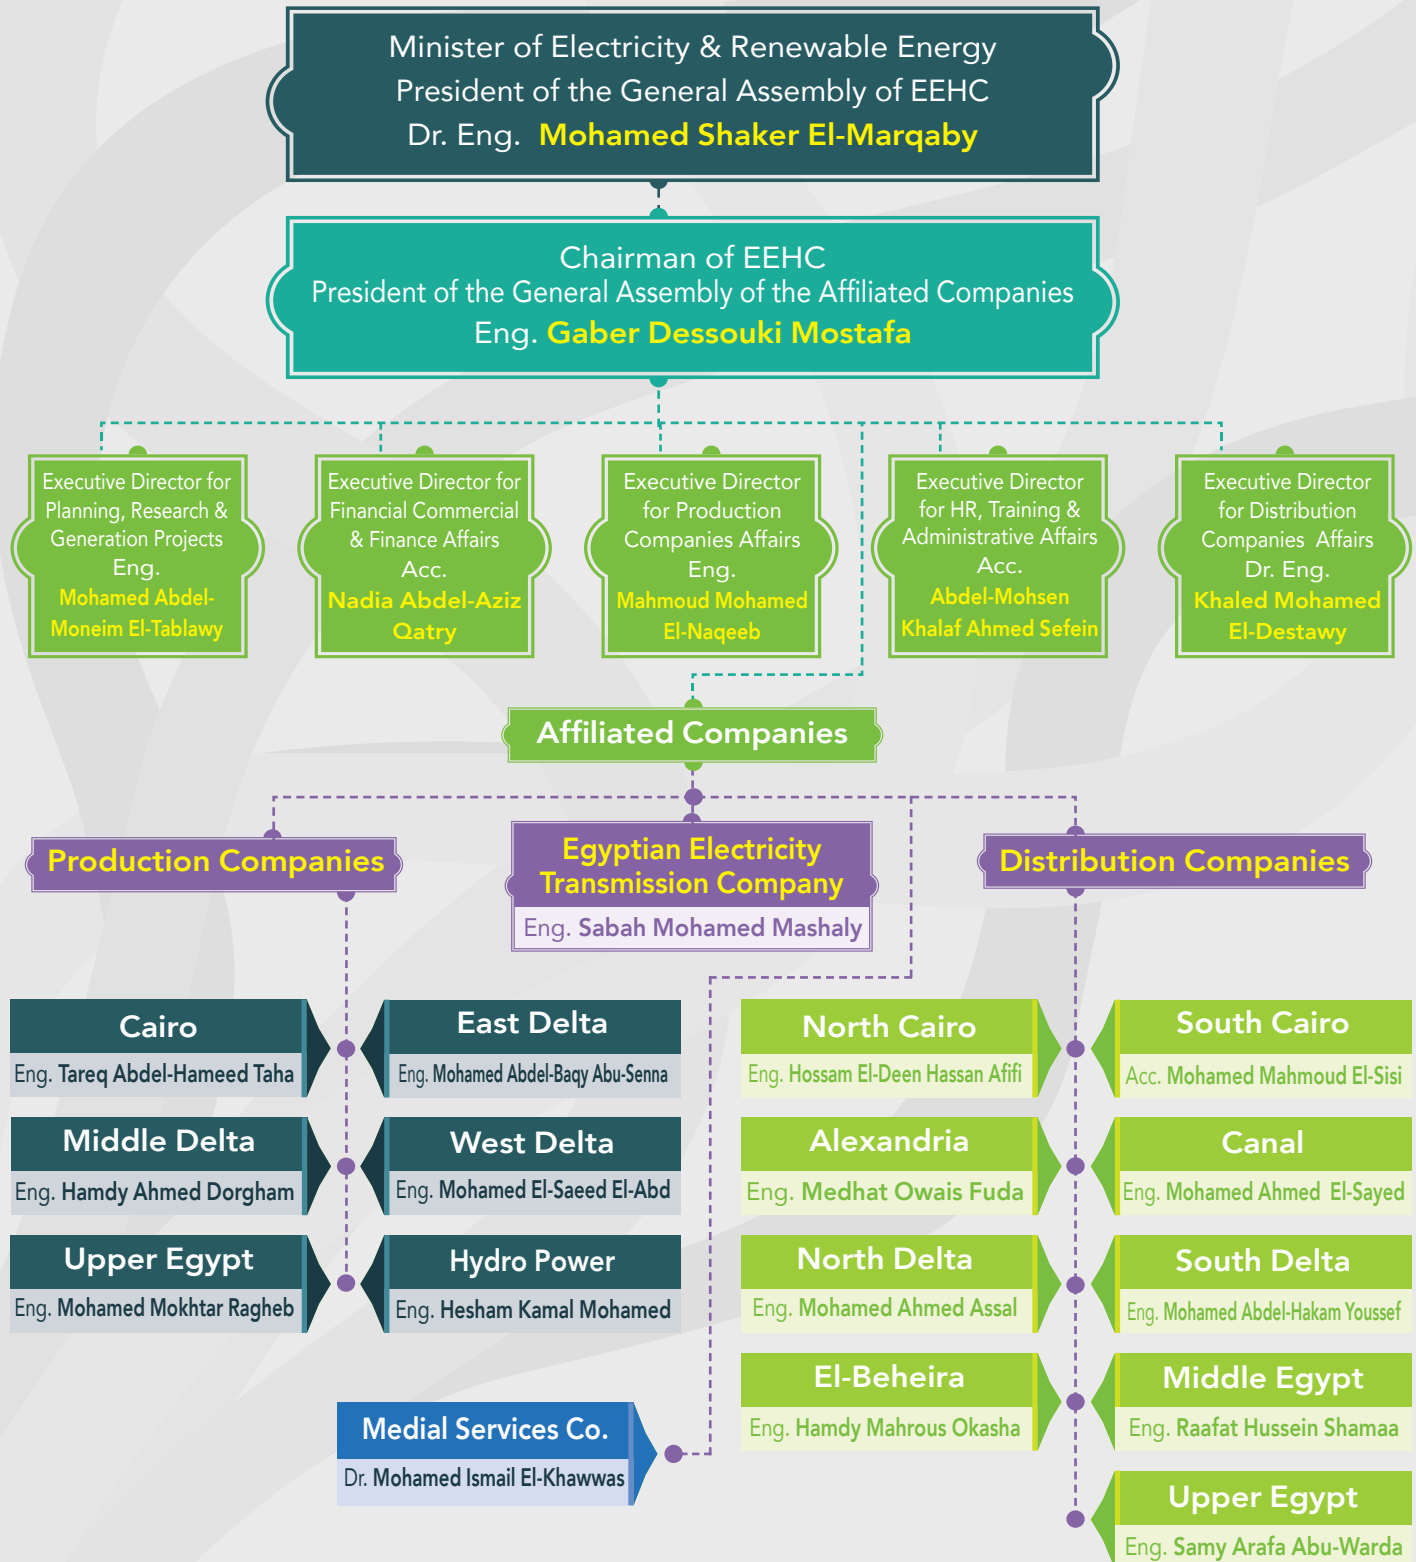 Minister of Electricity & Renewable Energy
President of the General Assembly of EEHC
Dr. Eng. Mohamed Shaker El-Marqaby
Chairman of EEHC
President of the General Assembly of the Affiliated Companies
Eng. Gaber Dessouki Mostafa
Executive Director for
Planning, Research &
Generation Projects
Eng.
Mohamed Abdel-
Moneim El-Tablawy
Executive Director for
Financial Commercial
& Finance Affairs
Acc.
Nadia Abdel-Aziz
Qatry
Executive Director
for Production
Companies Affairs
Eng.
Mahmoud Mohamed
El-Naqeeb
Executive Director
for HR, Training &
Administrative Affairs
Acc.
Abdel-Mohsen
Khalaf Ahmed Sefein
Executive Director
for Distribution
Companies Affairs
Dr. Eng.
Khaled Mohamed
El-Destawy
Affiliated Companies
Production Companies
Egyptian Electricity
Transmission Company
Eng. Sabah Mohamed Mashaly
Distribution Companies
Cairo
Eng. Tareq Abdel-Hameed Taha
East Delta
Eng. Mohamed Abdel-Baqy Abu-Senna
Middle Delta
Eng. Hamdy Ahmed Dorgham
West Delta
Eng. Mohamed El-Saeed El-Abd
Upper Egypt
Eng. Mohamed Mokhtar Ragheb
Hydro Power
Eng. Hesham Kamal Mohamed
Medial Services Co.
Dr. Mohamed Ismail El-Khawwas
North Cairo
Eng. Hossam El-Deen Hassan Afifi
South Cairo
Acc. Mohamed Mahmoud El-Sisi
Alexandria
Eng. Medhat Owais Fuda
Canal
Eng. Mohamed Ahmed El-Sayed
North Delta
Eng. Mohamed Ahmed Assal
South Delta
Eng. Mohamed Abdel-Hakam Youssef
El-Beheira
Eng. Hamdy Mahrous Okasha
Middle Egypt
Eng. Raafat Hussein Shamaa
Upper Egypt
Eng. Samy Arafa Abu-Warda